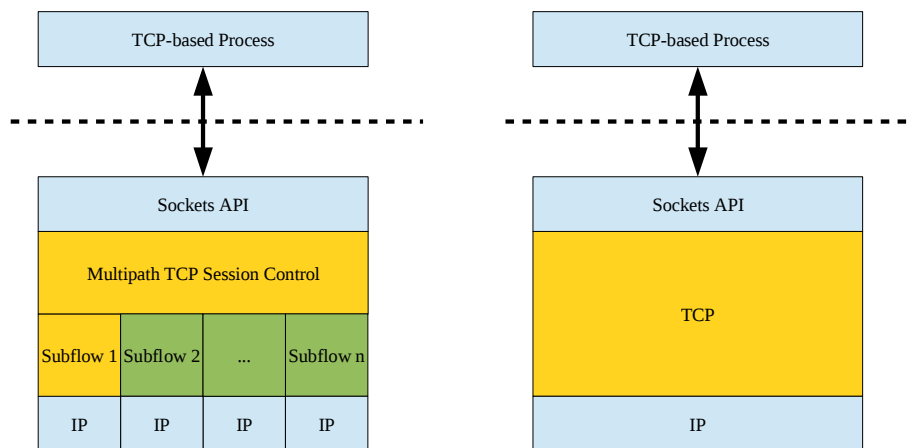 TCP-based Process
Sockets API
Multipath TCP Session Control
Subflow 1 Subflow 2 ... Subflow n
IP IP IP IP
TCP-based Process
Sockets API
TCP
IP